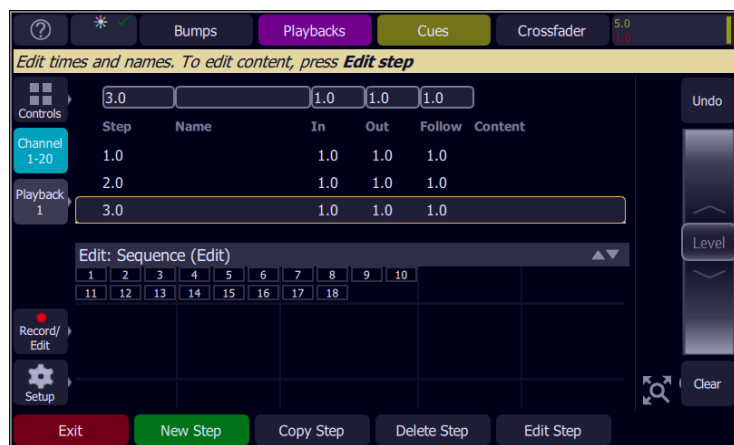 ?
Bumps
Playbacks
Cues
Crossfader
5.0
1.0
Edit times and names. To edit content, press Edit step
Controls
Channel
1-20
Playback
1
Record/
Edit
Setup
3.0 1.0 1.0 1.0
Step Name In Out Follow Content
1.0 1.0 1.0 1.0
2.0 1.0 1.0 1.0
3.0 1.0 1.0 1.0
Edit: Sequence (Edit)
1 2 3 4 5 6 7 8 9 10
11 12 13 14 15 16 17 18
Undo
Level
Clear
Exit
New Step
Copy Step
Delete Step
Edit Step